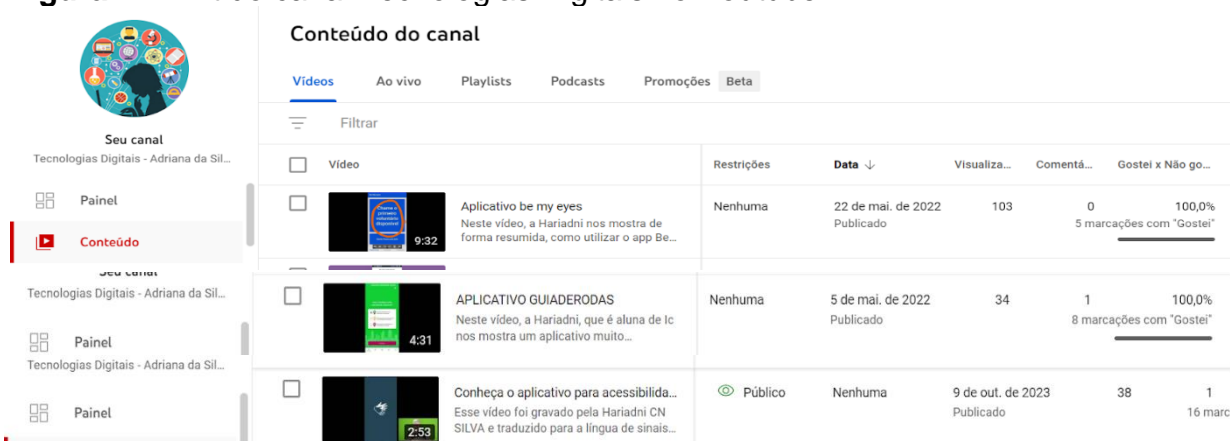 Conteúdo do canal
Vídeos Ao vivo Playlists Podcasts Promoções Beta
Filtrar
Seu canal
Tecnologias Digitais - Adriana da Sil...
Painel
Conteúdo
Vídeo Restrições Data ↓ Visualiza... Comentá... Gostei x Não go...
9:32
Aplicativo be my eyes
Neste vídeo, a Hariadni nos mostra de
forma resumida, como utilizar o app Be...
Nenhuma 22 de mai. de 2022 103 0 100,0%
Publicado 5 marcações com "Gostei"
Tecnologias Digitais - Adriana da Sil...
Painel
4:31
APLICATIVO GUIADERODAS
Neste vídeo, a Hariadni, que é aluna de Ic
nos mostra um aplicativo muito...
Nenhuma 5 de mai. de 2022 34 1 100,0%
Publicado 8 marcações com "Gostei"
Tecnologias Digitais - Adriana da Sil...
Painel
2:53
Conheça o aplicativo para acessibilida...
Esse vídeo foi gravado pela Hariadni CN
SILVA e traduzido para a língua de sinais...
Público Nenhuma 9 de out. de 2023 38 1
Publicado 16 marc